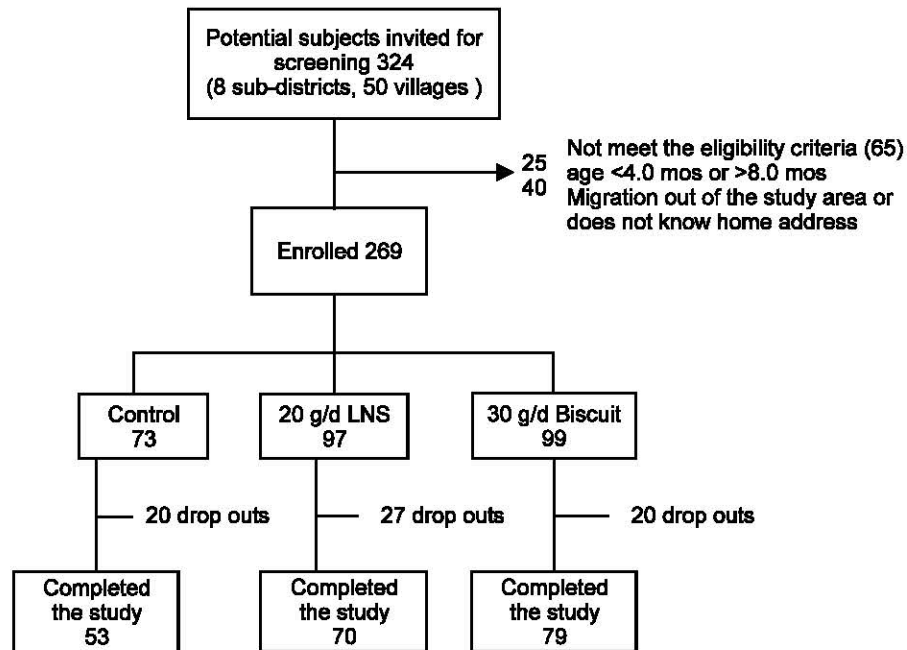 Potential subjects invited for
screening 324
(8 sub-districts, 50 villages )
Not meet the eligibility criteria (65)
25 age <4.0 mos or >8.0 mos
40 Migration out of the study area or
does not know home address
Enrolled 269
Control
73
20 g/d LNS
97
30 g/d Biscuit
99
20 drop outs
27 drop outs
20 drop outs
Completed
the study
53
Completed
the study
70
Completed
the study
79